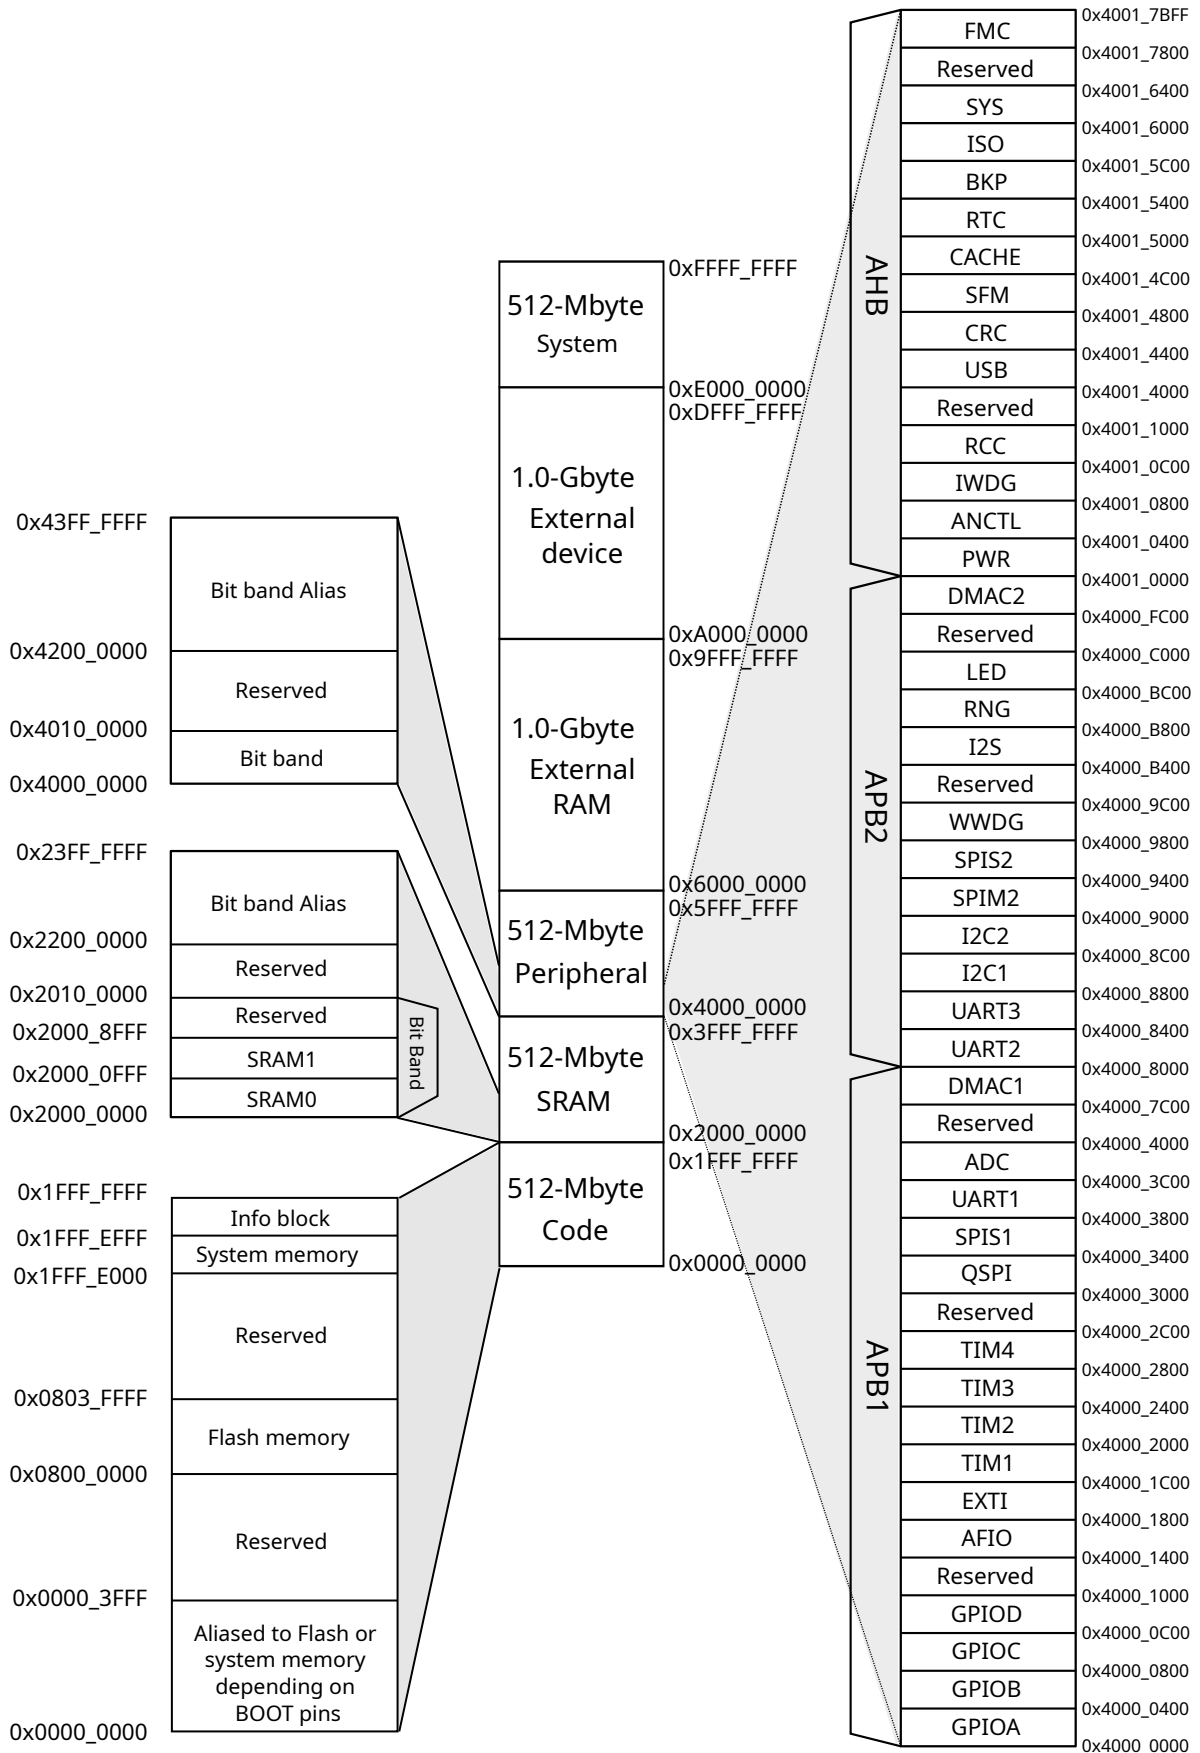 0x43FF_FFFF
Bit band Alias
0x4200_0000
Reserved
0x4010_0000
Bit band
0x4000_0000
0x23FF_FFFF
Bit band Alias
0x2200_0000
Reserved
0x2010_0000
Reserved
0x2000_8FFF
SRAM1
0x2000_0FFF
SRAM0
0x2000_0000
Bit Band
0x1FFF_FFFF
Info block
0x1FFF_EFFF
System memory
0x1FFF_E000
Reserved
0x0803_FFFF
Flash memory
0x0800_0000
Reserved
0x0000_3FFF
Aliased to Flash or
system memory
depending on
BOOT pins
0x0000_0000
0xFFFF_FFFF
512-Mbyte
System
0xE000_0000
0xDFFF_FFFF
1.0-Gbyte
External
device
0xA000_0000
0x9FFF_FFFF
1.0-Gbyte
External
RAM
0x6000_0000
0x5FFF_FFFF
512-Mbyte
Peripheral
0x4000_0000
0x3FFF_FFFF
512-Mbyte
SRAM
0x2000_0000
0x1FFF_FFFF
512-Mbyte
Code
0x0000_0000
AHB
APB2
APB1
0x4001_7BFF
FMC
0x4001_7800
Reserved
0x4001_6400
SYS
0x4001_6000
ISO
0x4001_5C00
BKP
0x4001_5400
RTC
0x4001_5000
CACHE
0x4001_4C00
SFM
0x4001_4800
CRC
0x4001_4400
USB
0x4001_4000
Reserved
0x4001_1000
RCC
0x4001_0C00
IWDG
0x4001_0800
ANCTL
0x4001_0400
PWR
0x4001_0000
DMAC2
0x4000_FC00
Reserved
0x4000_C000
LED
0x4000_BC00
RNG
0x4000_B800
I2S
0x4000_B400
Reserved
0x4000_9C00
WWDG
0x4000_9800
SPIS2
0x4000_9400
SPIM2
0x4000_9000
I2C2
0x4000_8C00
I2C1
0x4000_8800
UART3
0x4000_8400
UART2
0x4000_8000
DMAC1
0x4000_7C00
Reserved
0x4000_4000
ADC
0x4000_3C00
UART1
0x4000_3800
SPIS1
0x4000_3400
QSPI
0x4000_3000
Reserved
0x4000_2C00
TIM4
0x4000_2800
TIM3
0x4000_2400
TIM2
0x4000_2000
TIM1
0x4000_1C00
EXTI
0x4000_1800
AFIO
0x4000_1400
Reserved
0x4000_1000
GPIOD
0x4000_0C00
GPIOC
0x4000_0800
GPIOB
0x4000_0400
GPIOA
0x4000_0000